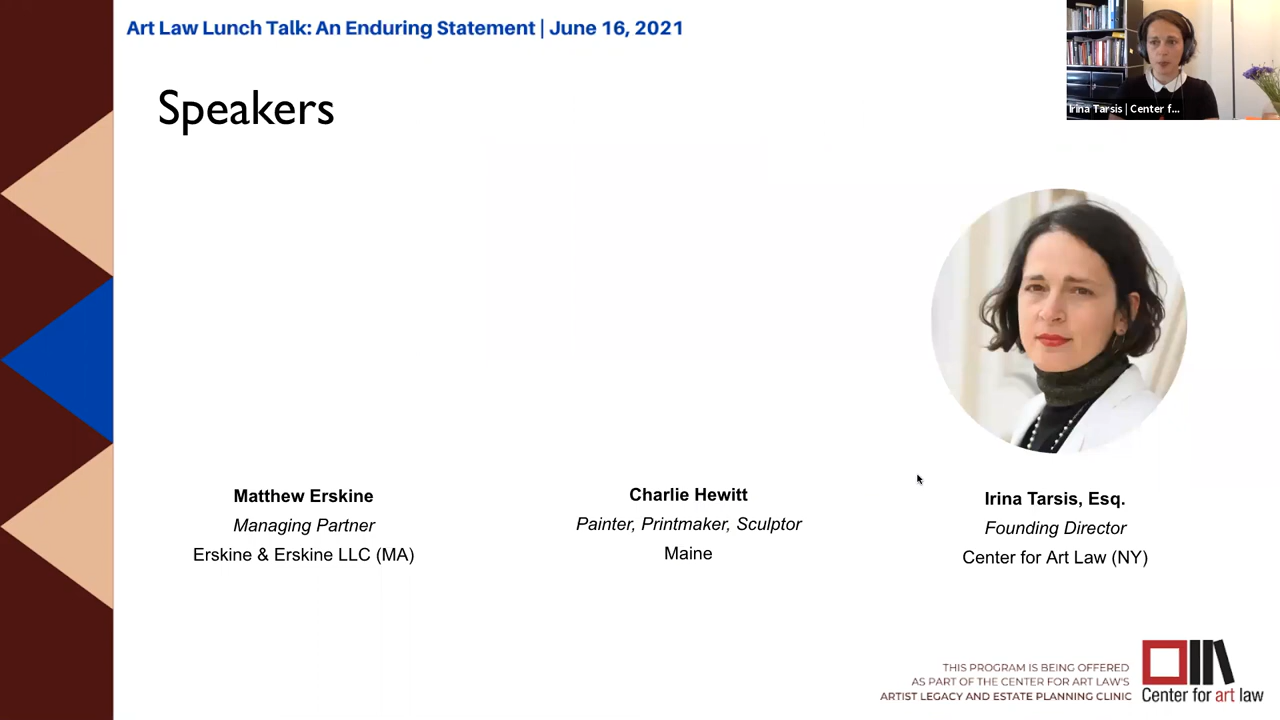 Art Law Lunch Talk: An Enduring Statement | June 16, 2021
Irina Tarsis | Center f...
Speakers
Matthew Erskine
Managing Partner
Erskine & Erskine LLC (MA)
Charlie Hewitt
Painter, Printmaker, Sculptor
Maine
Irina Tarsis, Esq.
Founding Director
Center for Art Law (NY)
THIS PROGRAM IS BEING OFFERED
AS PART OF THE CENTER FOR ART LAW'S
ARTIST LEGACY AND ESTATE PLANNING CLINIC
Center for art law